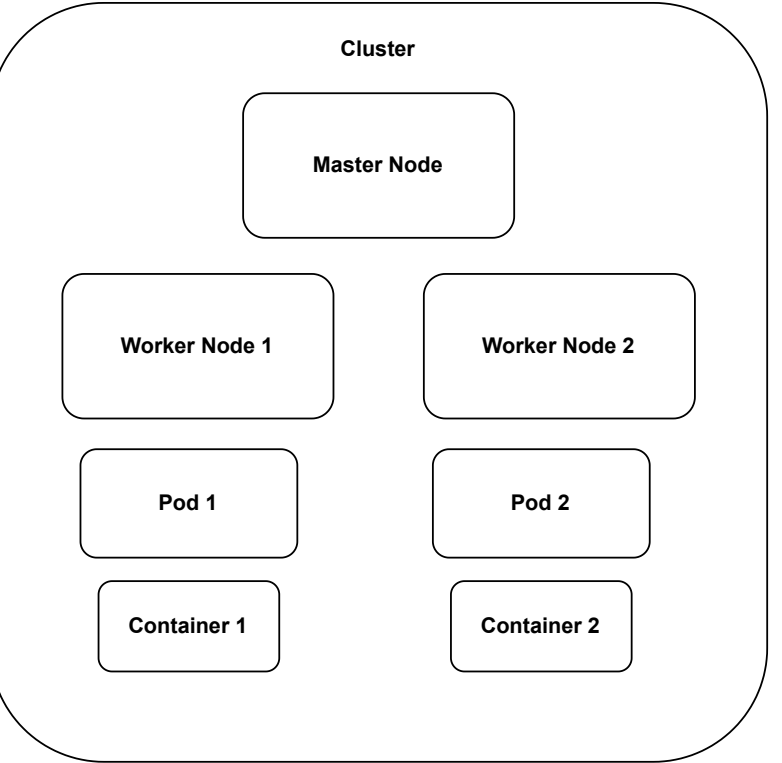 Cluster
Master Node
Worker Node 1
Worker Node 2
Pod 1
Pod 2
Container 1
Container 2